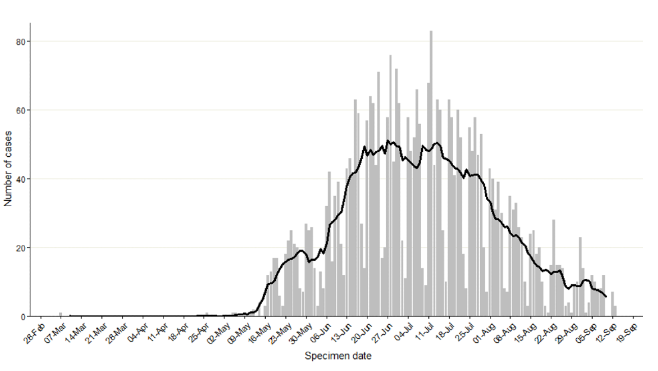 80
60
40
20
0
Number of cases
28-Feb
07-Mar
14-Mar
21-Mar
28-Mar
04-Apr
11-Apr
18-Apr
25-Apr
02-May
09-May
16-May
23-May
30-May
06-Jun
13-Jun
20-Jun
27-Jun
04-Jul
11-Jul
18-Jul
25-Jul
01-Aug
08-Aug
15-Aug
22-Aug
29-Aug
05-Sep
12-Sep
19-Sep
Specimen date